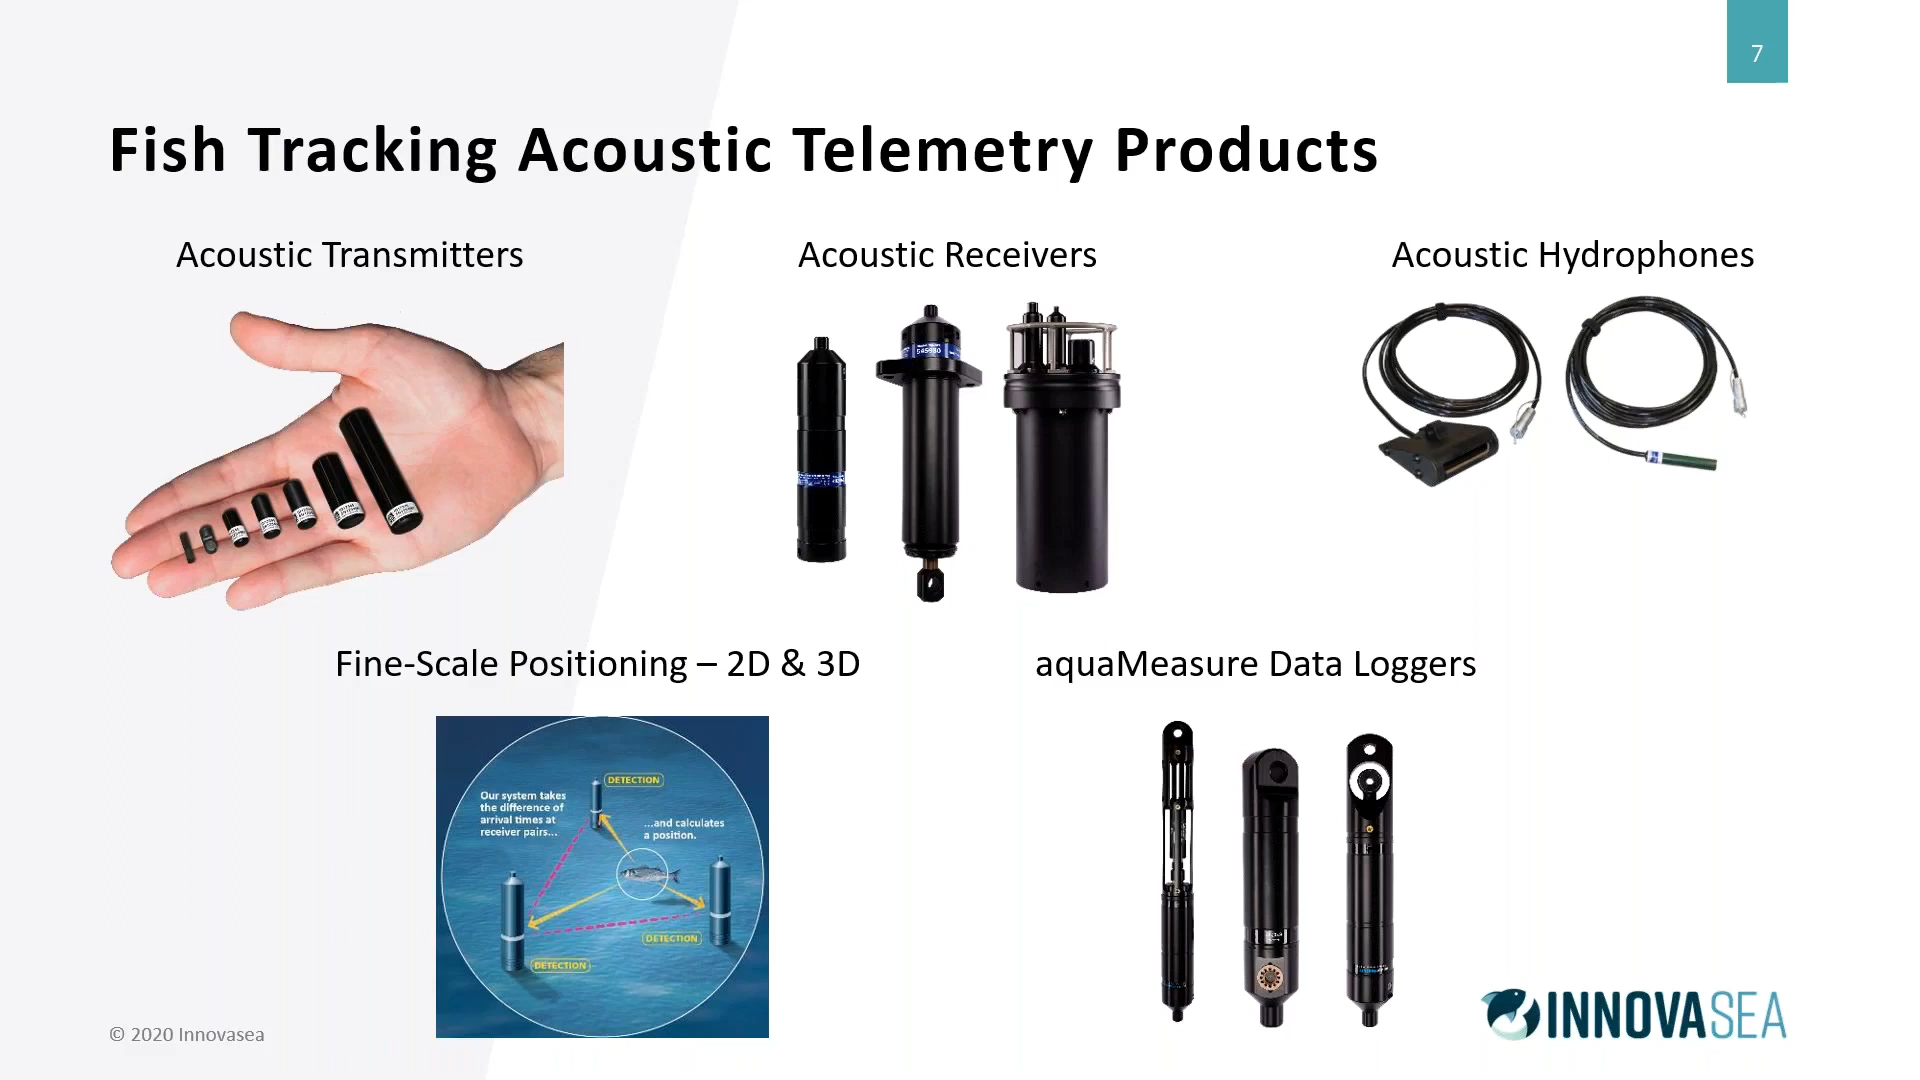 7
Fish Tracking Acoustic Telemetry Products
Acoustic Transmitters
Acoustic Receivers
Acoustic Hydrophones
545980
Fine-Scale Positioning – 2D & 3D
aquaMeasure Data Loggers
DETECTION
Our system takes
the difference of
arrival times at
receiver pairs...
...and calculates
a position.
DETECTION
DETECTION
© 2020 Innovasea
INNOVASEA